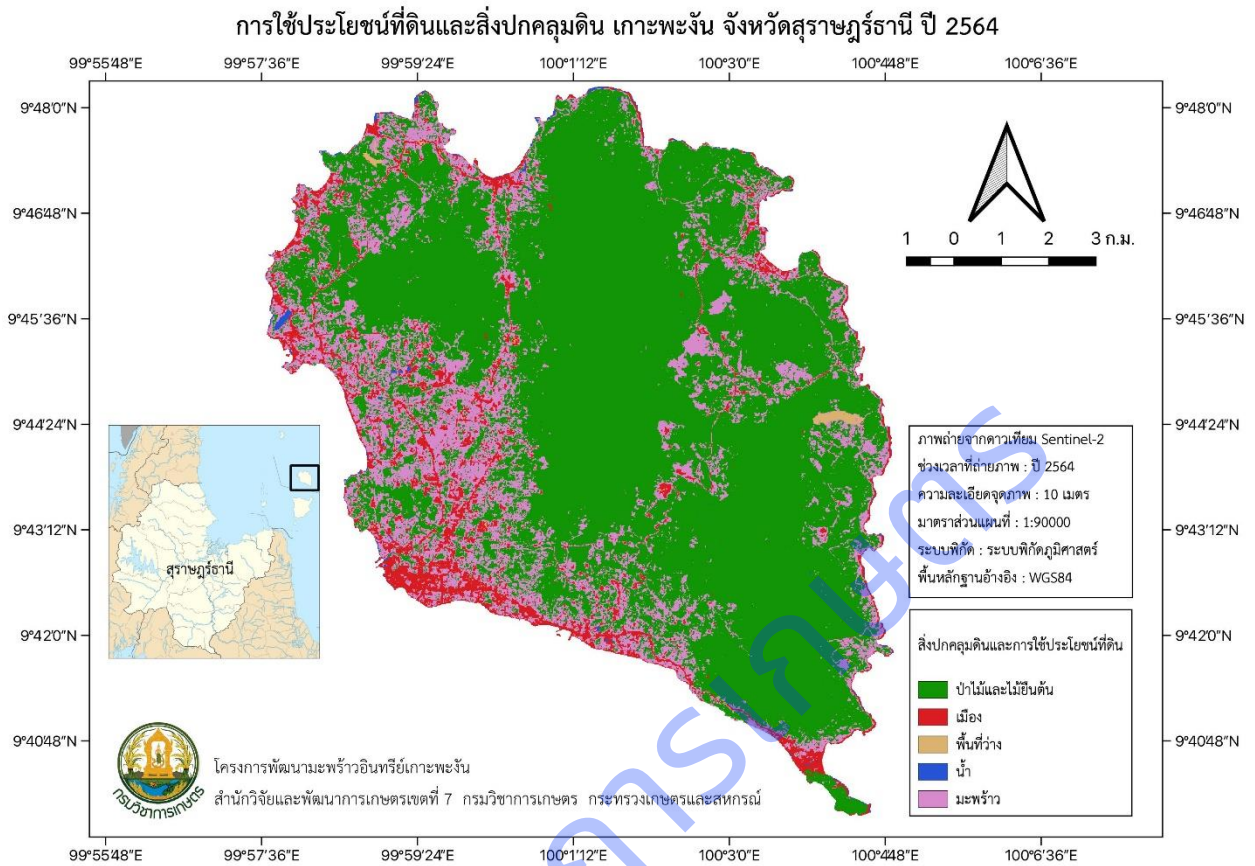 การใช้ประโยชน์ที่ดินและสิ่งปกคลุมดิน เกาะพะงัน จังหวัดสุราษฎร์ธานี ปี 2564
99°55'48"E 99°57'36"E 99°59'24"E 100°1'12"E 100°3'0"E 100°4'48"E 100°6'36"E
9°48'0"N 9°48'0"N
9°46'48"N 9°46'48"N
1 0 1 2 3 ก.ม.
9°45'36"N 9°45'36"N
9°44'24"N 9°44'24"N
ภาพถ่ายจากดาวเทียม Sentinel-2
ช่วงเวลาที่ถ่ายภาพ : ปี 2564
ความละเอียดจุดภาพ : 10 เมตร
มาตราส่วนแผนที่ : 1:90000
ระบบพิกัด : ระบบพิกัดภูมิศาสตร์
พื้นหลักฐานอ้างอิง : WGS84
9°43'12"N 9°43'12"N
สุราษฎร์ธานี
9°42'0"N 9°42'0"N
สิ่งปกคลุมดินและการใช้ประโยชน์ที่ดิน
ป่าไม้และไม้ยืนต้น
เมือง
พื้นที่ว่าง
น้ำ
มะพร้าว
9°40'48"N 9°40'48"N
กรมวิชาการเกษตร
โครงการพัฒนามะพร้าวอินทรีย์เกาะพะงัน
สำนักวิจัยและพัฒนาการเกษตรเขตที่ 7 กรมวิชาการเกษตร กระทรวงเกษตรและสหกรณ์
99°55'48"E 99°57'36"E 99°59'24"E 100°1'12"E 100°3'0"E 100°4'48"E 100°6'36"E